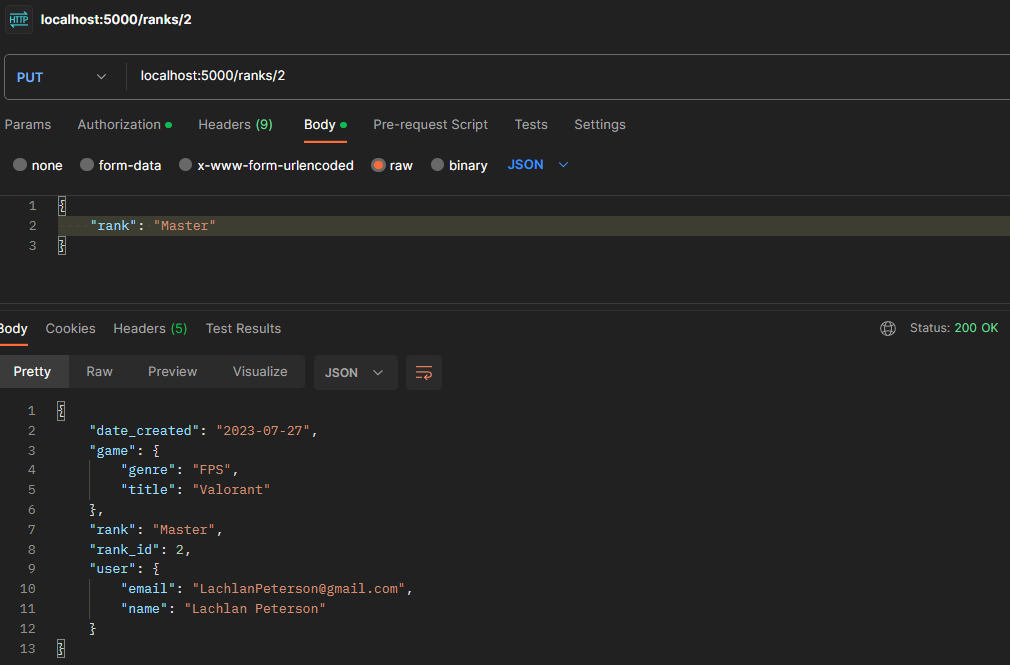 HTTP localhost:5000/ranks/2
PUT localhost:5000/ranks/2
Params Authorization Headers (9) Body Pre-request Script Tests Settings
none form-data x-www-form-urlencoded raw binary JSON
1 {
2 "rank": "Master"
3 }
Body Cookies Headers (5) Test Results Status: 200 OK
Pretty Raw Preview Visualize JSON
1 {
2 "date_created": "2023-07-27",
3 "game": {
4 "genre": "FPS",
5 "title": "Valorant"
6 },
7 "rank": "Master",
8 "rank_id": 2,
9 "user": {
10 "email": "LachlanPeterson@gmail.com",
11 "name": "Lachlan Peterson"
12 }
13 }